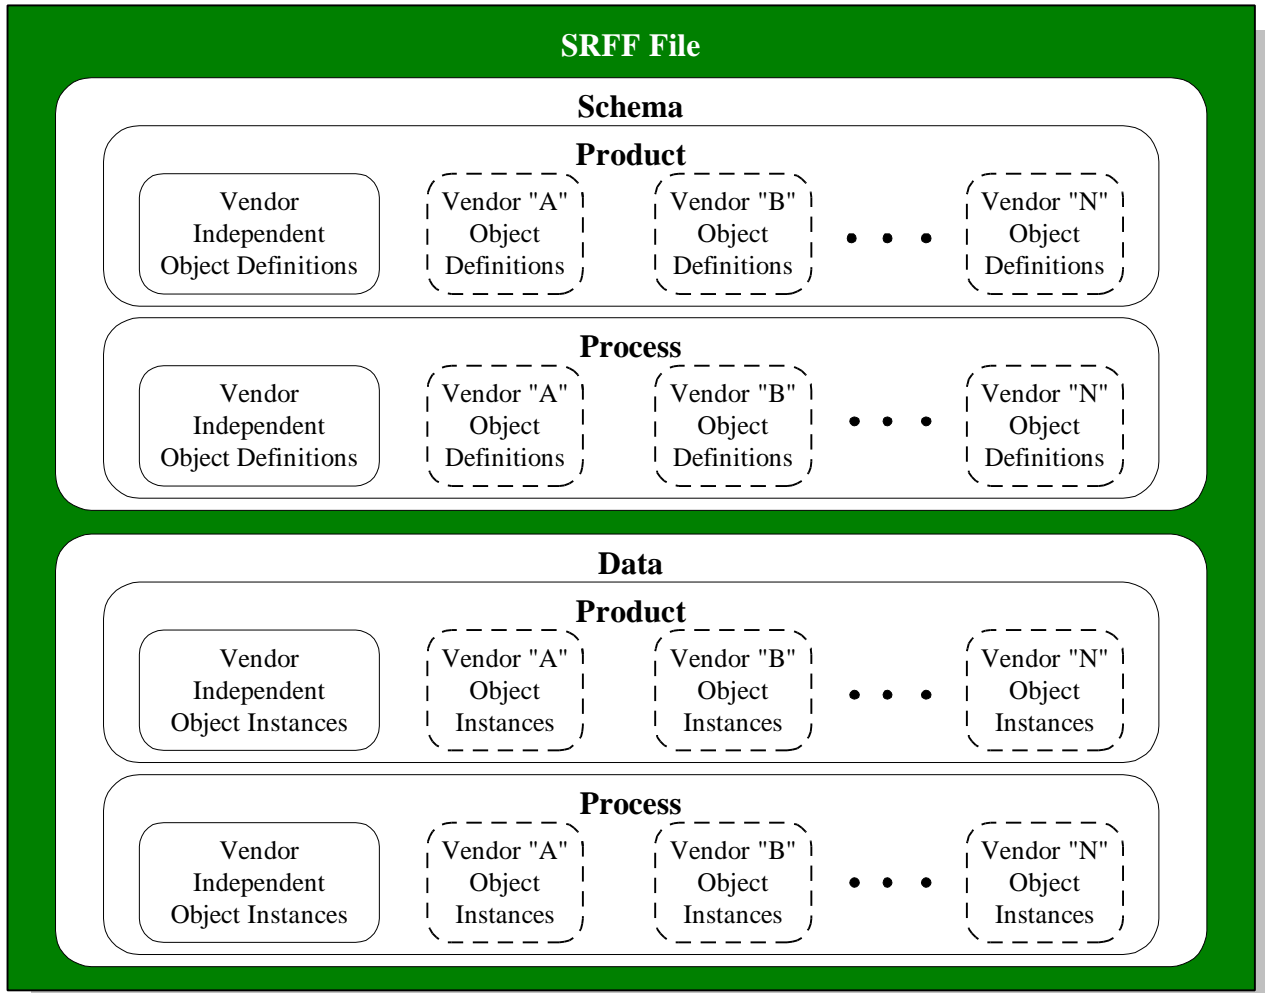 SRFF File
Schema
Product
Vendor
Independent
Object Definitions
Vendor "A"
Object
Definitions
Vendor "B"
Object
Definitions
Vendor "N"
Object
Definitions
Process
Vendor
Independent
Object Definitions
Vendor "A"
Object
Definitions
Vendor "B"
Object
Definitions
Vendor "N"
Object
Definitions
Data
Product
Vendor
Independent
Object Instances
Vendor "A"
Object
Instances
Vendor "B"
Object
Instances
Vendor "N"
Object
Instances
Process
Vendor
Independent
Object Instances
Vendor "A"
Object
Instances
Vendor "B"
Object
Instances
Vendor "N"
Object
Instances